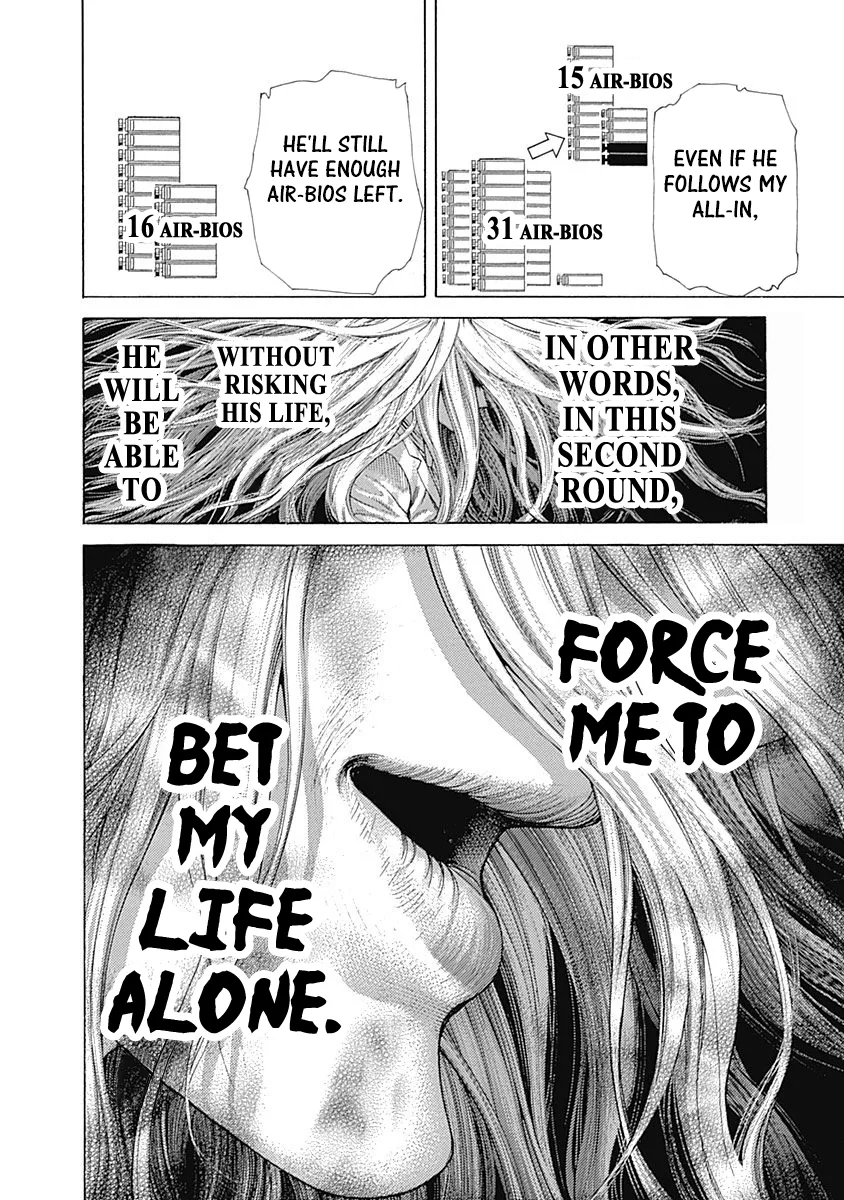 15 AIR-BIOS
EVEN IF HE
FOLLOWS MY
ALL-IN,
31 AIR-BIOS
HE'LL STILL
HAVE ENOUGH
AIR-BIOS LEFT.
16 AIR-BIOS
IN OTHER
WORDS,
IN THIS
SECOND
ROUND,
WITHOUT
RISKING
HIS LIFE,
HE
WILL
BE
ABLE
TO
FORCE
ME TO
BET
MY
LIFE
ALONE.